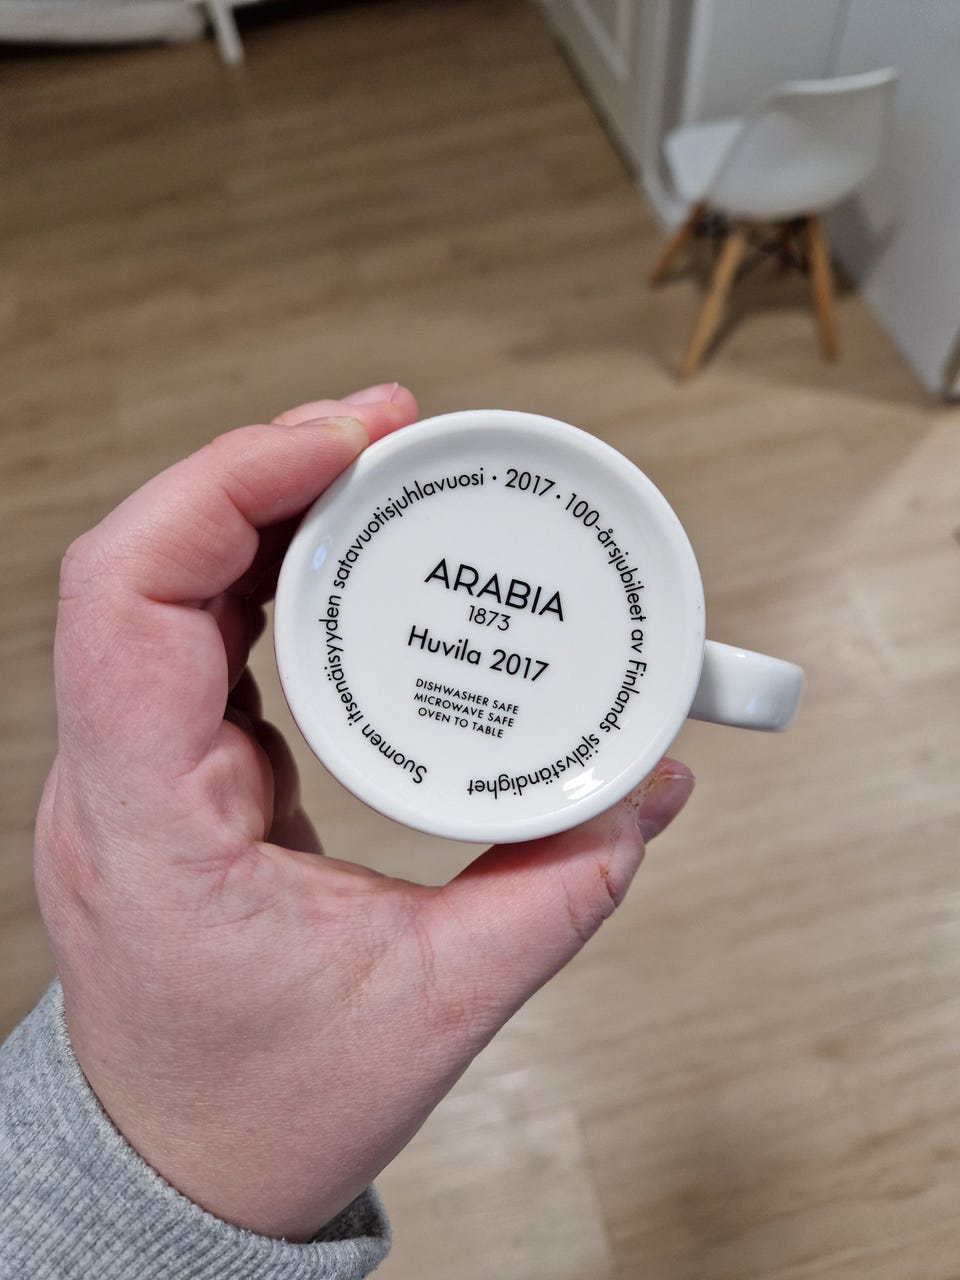 Suomen itsenäisyyden satavuotisjuhlavuosi · 2017 · 100-årsjubileet av Finlands självständighet
ARABIA
1873
Huvila 2017
DISHWASHER SAFE
MICROWAVE SAFE
OVEN TO TABLE